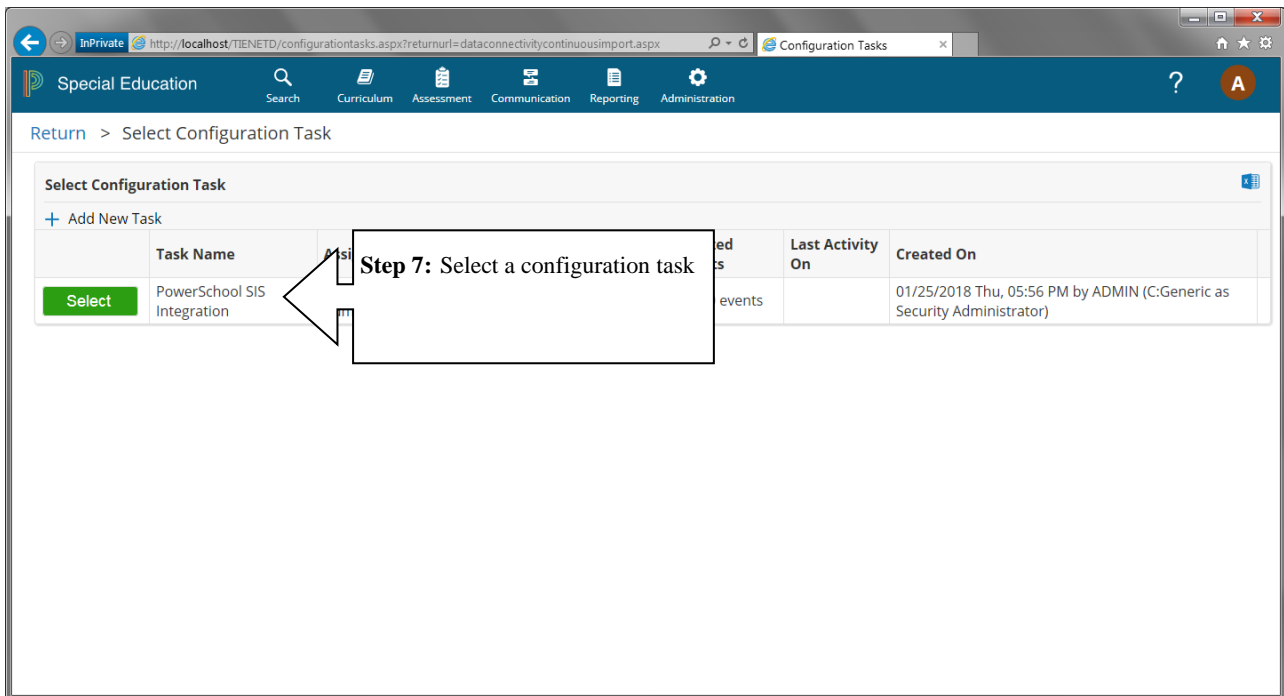 InPrivate http://localhost/TIENETD/configurationtasks.aspx?returnurl=dataconnectivitycontinuousimport.aspx Configuration Tasks
Special Education Search Curriculum Assessment Communication Reporting Administration ? A
Return > Select Configuration Task
Select Configuration Task
+ Add New Task
Task Name Last Activity On Created On
Step 7: Select a configuration task
Select PowerSchool SIS Integration events 01/25/2018 Thu, 05:56 PM by ADMIN (C:Generic as Security Administrator)